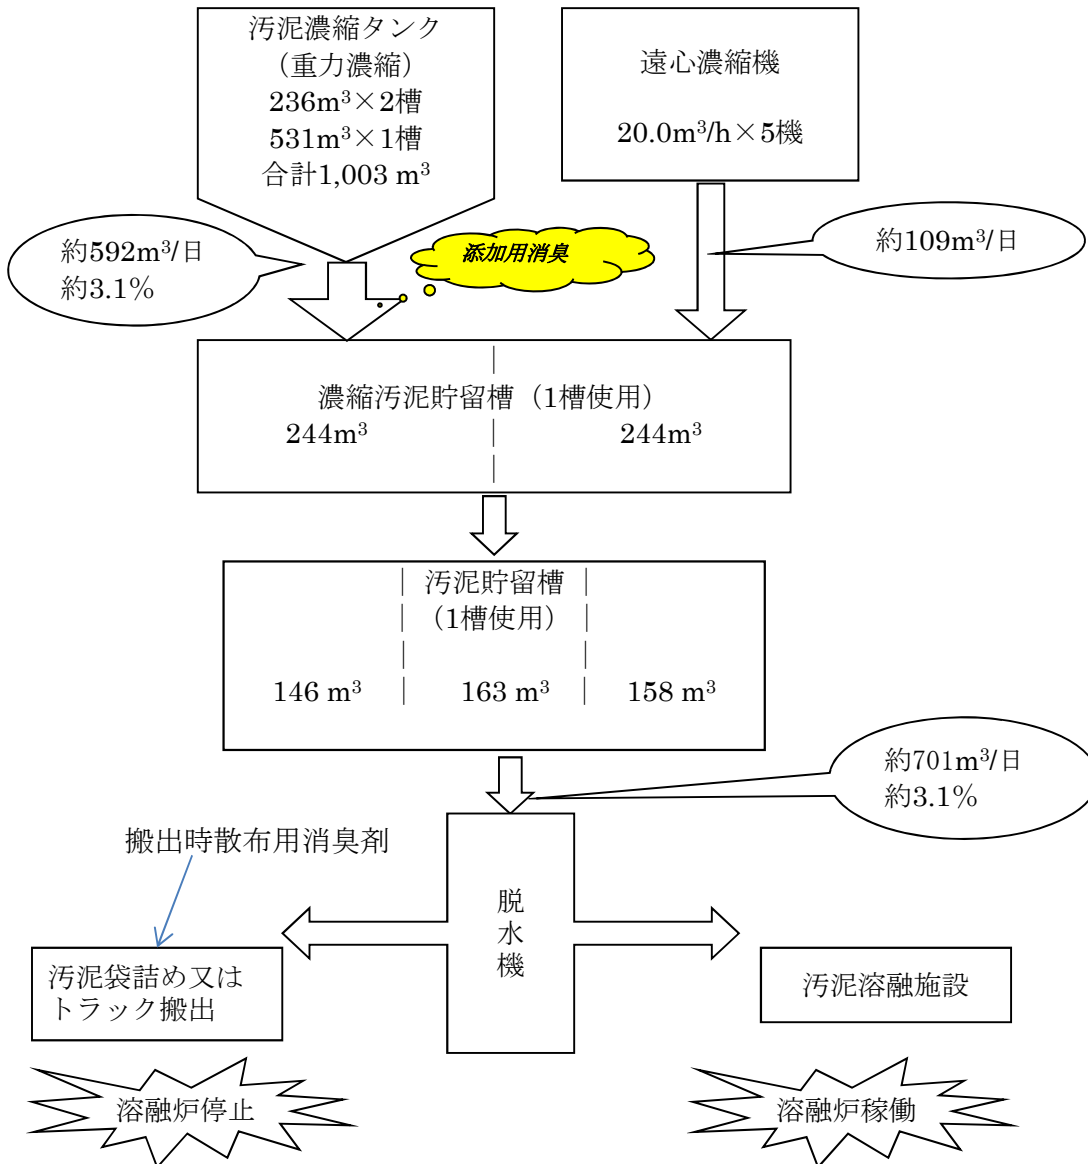 汚泥濃縮タンク
(重力濃縮)
236m³×2槽
531m³×1槽
合計1,003 m³
遠心濃縮機
20.0m³/h×5機
約592m³/日
約3.1%
添加用消臭
約109m³/日
濃縮汚泥貯留槽(1槽使用)
244m³
244m³
汚泥貯留槽
(1槽使用)
146 m³
163 m³
158 m³
約701m³/日
約3.1%
搬出時散布用消臭剤
脱水機
汚泥袋詰め又は
トラック搬出
汚泥溶融施設
溶融炉停止
溶融炉稼働